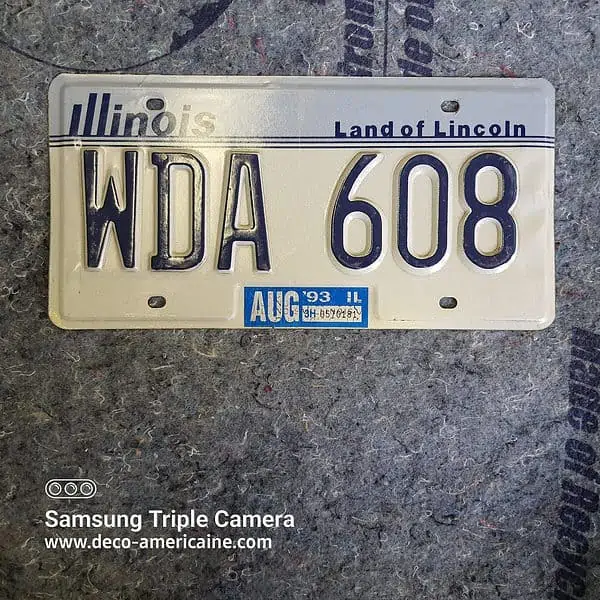 Illinois
Land of Lincoln
WDA 608
AUG '93 IL
Samsung Triple Camera
www.deco-americaine.com